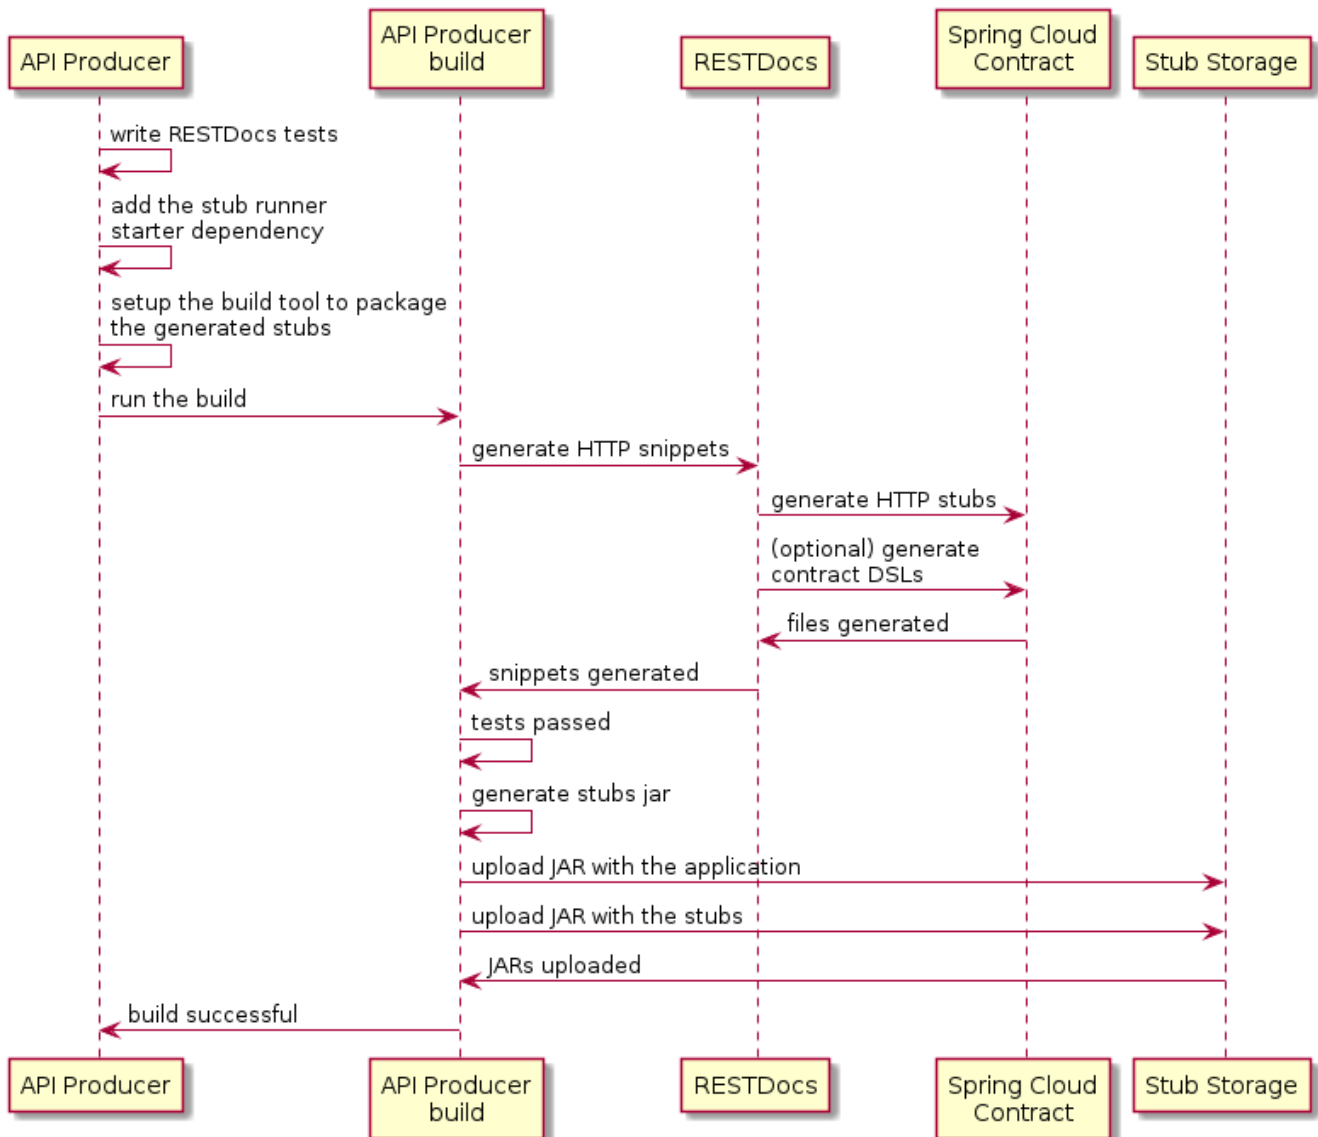 API Producer
API Producer
build
RESTDocs
Spring Cloud
Contract
Stub Storage
write RESTDocs tests
add the stub runner
starter dependency
setup the build tool to package
the generated stubs
run the build
generate HTTP snippets
generate HTTP stubs
(optional) generate
contract DSLs
files generated
snippets generated
tests passed
generate stubs jar
upload JAR with the application
upload JAR with the stubs
JARs uploaded
build successful
API Producer
API Producer
build
RESTDocs
Spring Cloud
Contract
Stub Storage